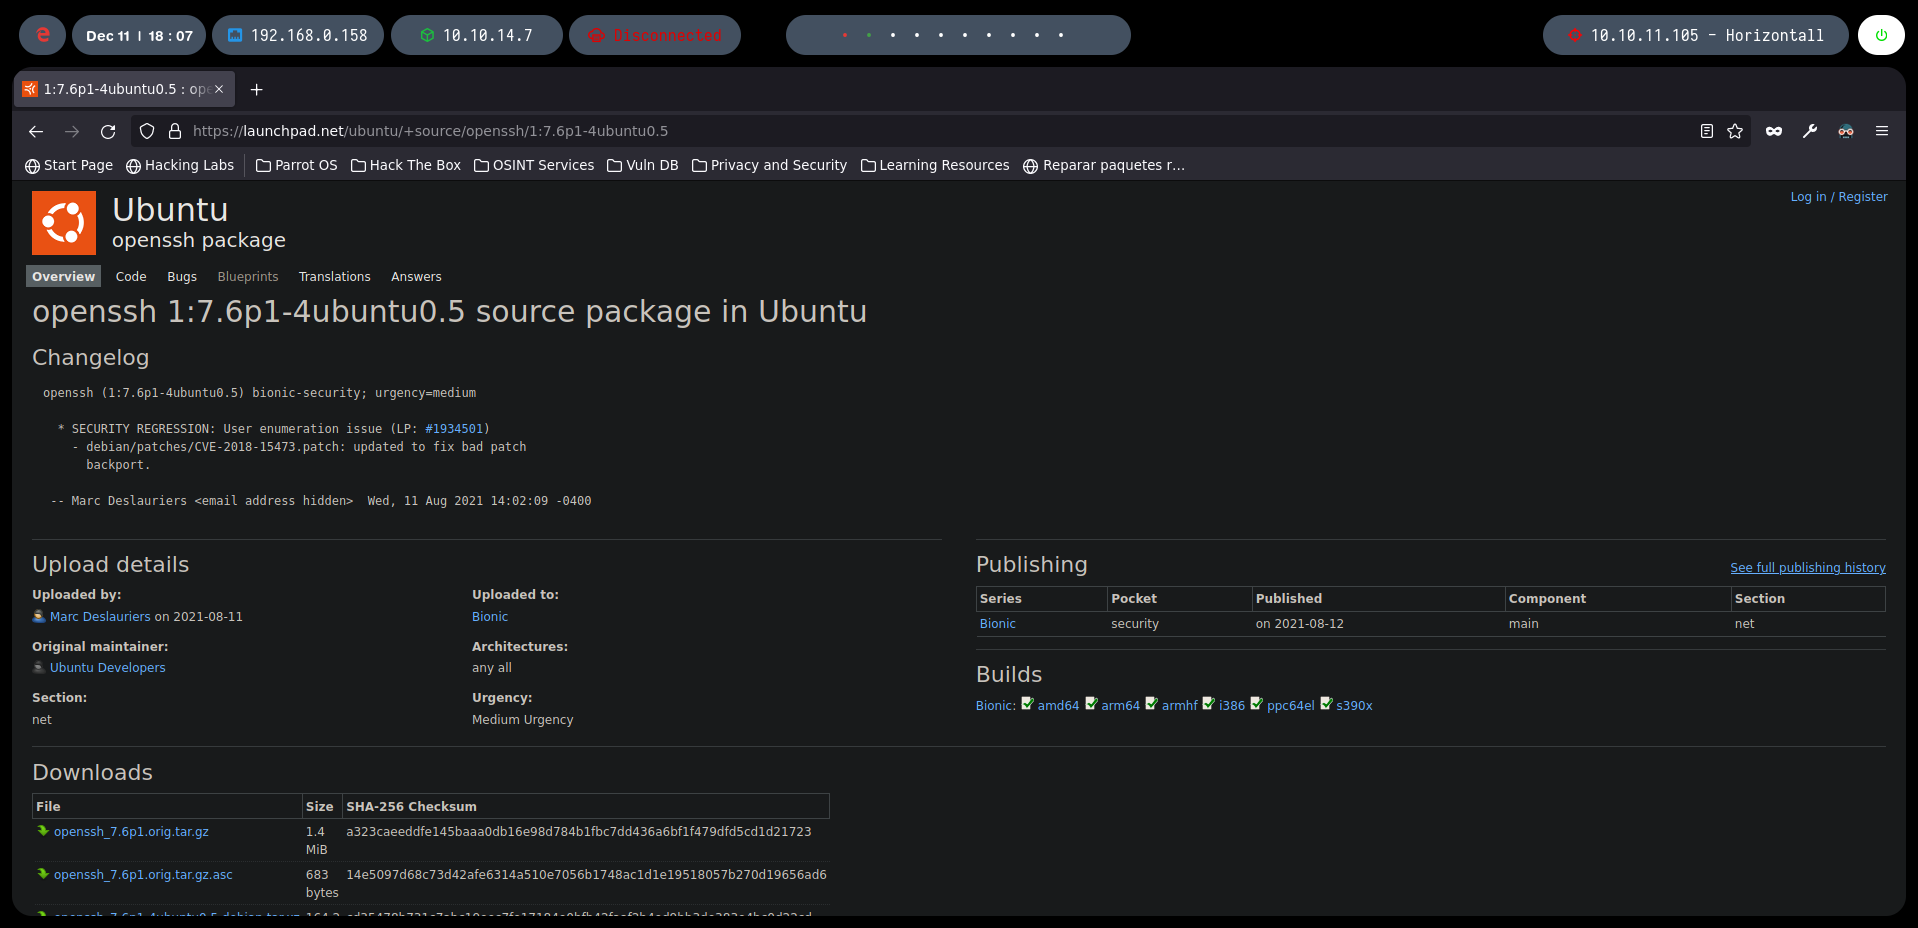 Dec 11 | 18 : 07
192.168.0.158
10.10.14.7
Disconnected
10.10.11.105 - Horizontall
1:7.6p1-4ubuntu0.5 : ope
https://launchpad.net/ubuntu/+source/openssh/1:7.6p1-4ubuntu0.5
Start Page
Hacking Labs
Parrot OS
Hack The Box
OSINT Services
Vuln DB
Privacy and Security
Learning Resources
Reparar paquetes r...
Log in / Register
Ubuntu
openssh package
Overview Code Bugs Blueprints Translations Answers
openssh 1:7.6p1-4ubuntu0.5 source package in Ubuntu
Changelog
openssh (1:7.6p1-4ubuntu0.5) bionic-security; urgency=medium
* SECURITY REGRESSION: User enumeration issue (LP: #1934501)
- debian/patches/CVE-2018-15473.patch: updated to fix bad patch
backport.
-- Marc Deslauriers <email address hidden>  Wed, 11 Aug 2021 14:02:09 -0400
Upload details
Uploaded by:
Marc Deslauriers on 2021-08-11
Original maintainer:
Ubuntu Developers
Section:
net
Uploaded to:
Bionic
Architectures:
any all
Urgency:
Medium Urgency
Publishing
See full publishing history
Series Pocket Published Component Section
Bionic security on 2021-08-12 main net
Builds
Bionic: amd64 arm64 armhf i386 ppc64el s390x
Downloads
File Size SHA-256 Checksum
openssh_7.6p1.orig.tar.gz 1.4 MiB a323caeeddfe145baaa0db16e98d784b1fbc7dd436a6bf1f479dfd5cd1d21723
openssh_7.6p1.orig.tar.gz.asc 683 bytes 14e5097d68c73d42afe6314a510e7056b1748ac1d1e19518057b270d19656ad6